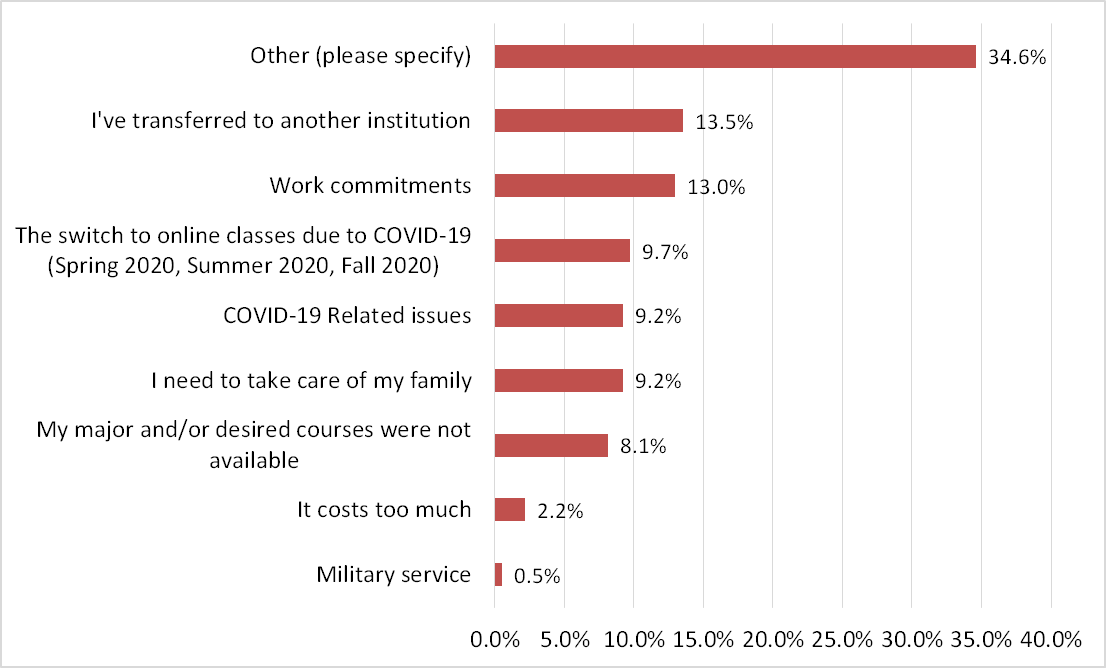 Other (please specify)
34.6%
I've transferred to another institution
13.5%
Work commitments
13.0%
The switch to online classes due to COVID-19
(Spring 2020, Summer 2020, Fall 2020)
9.7%
COVID-19 Related issues
9.2%
I need to take care of my family
9.2%
My major and/or desired courses were not
available
8.1%
It costs too much
2.2%
Military service
0.5%
0.0% 5.0% 10.0% 15.0% 20.0% 25.0% 30.0% 35.0% 40.0%